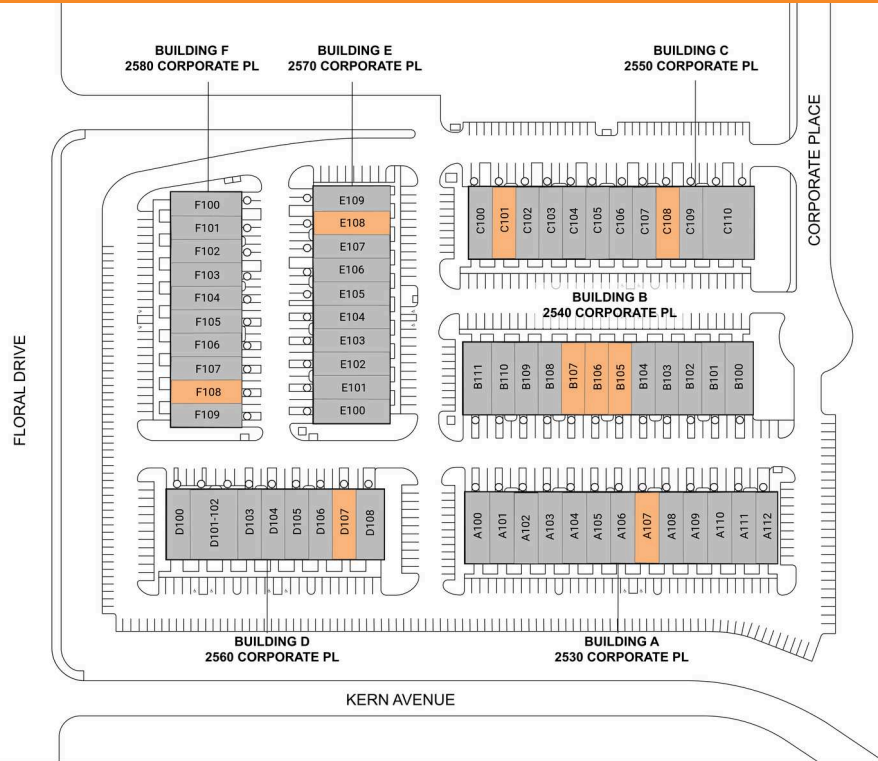 BUILDING F
2580 CORPORATE PL
BUILDING E
2570 CORPORATE PL
BUILDING C
2550 CORPORATE PL
CORPORATE PLACE
F100
F101
F102
F103
F104
F105
F106
F107
F108
F109
E109
E108
E107
E106
E105
E104
E103
E102
E101
E100
C100
C101
C102
C103
C104
C105
C106
C107
C108
C109
C110
BUILDING B
2540 CORPORATE PL
B111
B110
B109
B108
B107
B106
B105
B104
B103
B102
B101
B100
FLORAL DRIVE
D100
D101-102
D103
D104
D105
D106
D107
D108
A100
A101
A102
A103
A104
A105
A106
A107
A108
A109
A110
A111
A112
BUILDING D
2560 CORPORATE PL
BUILDING A
2530 CORPORATE PL
KERN AVENUE